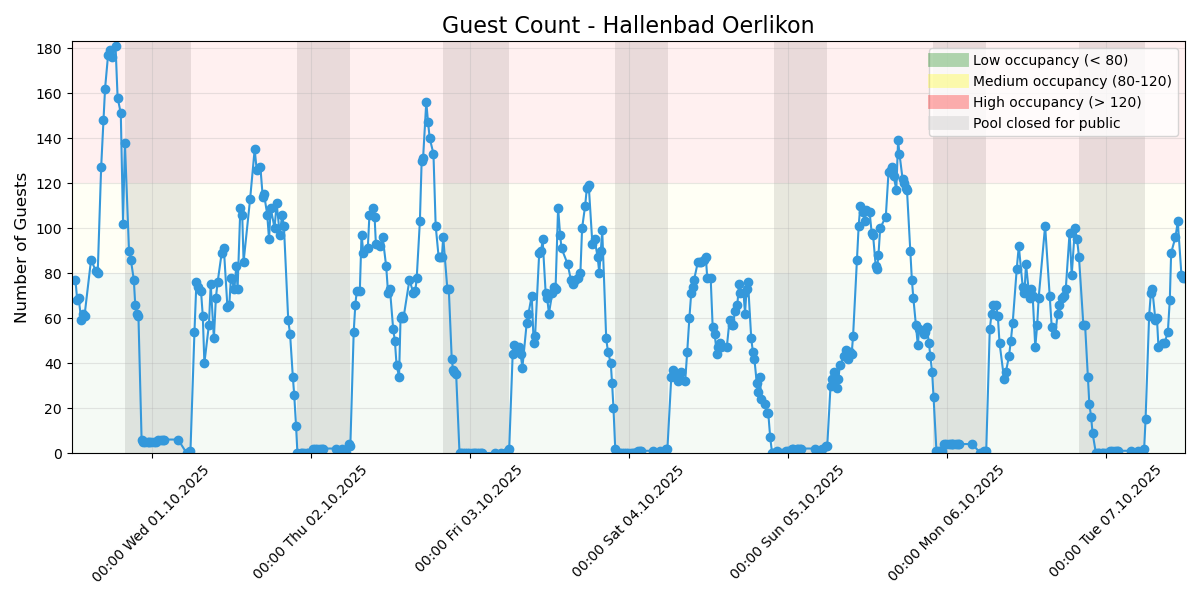 Guest Count - Hallenbad Oerlikon
Number of Guests
180
160
140
120
100
80
60
40
20
0
Low occupancy (< 80)
Medium occupancy (80-120)
High occupancy (> 120)
Pool closed for public
00:00 Wed 01.10.2025
00:00 Thu 02.10.2025
00:00 Fri 03.10.2025
00:00 Sat 04.10.2025
00:00 Sun 05.10.2025
00:00 Mon 06.10.2025
00:00 Tue 07.10.2025